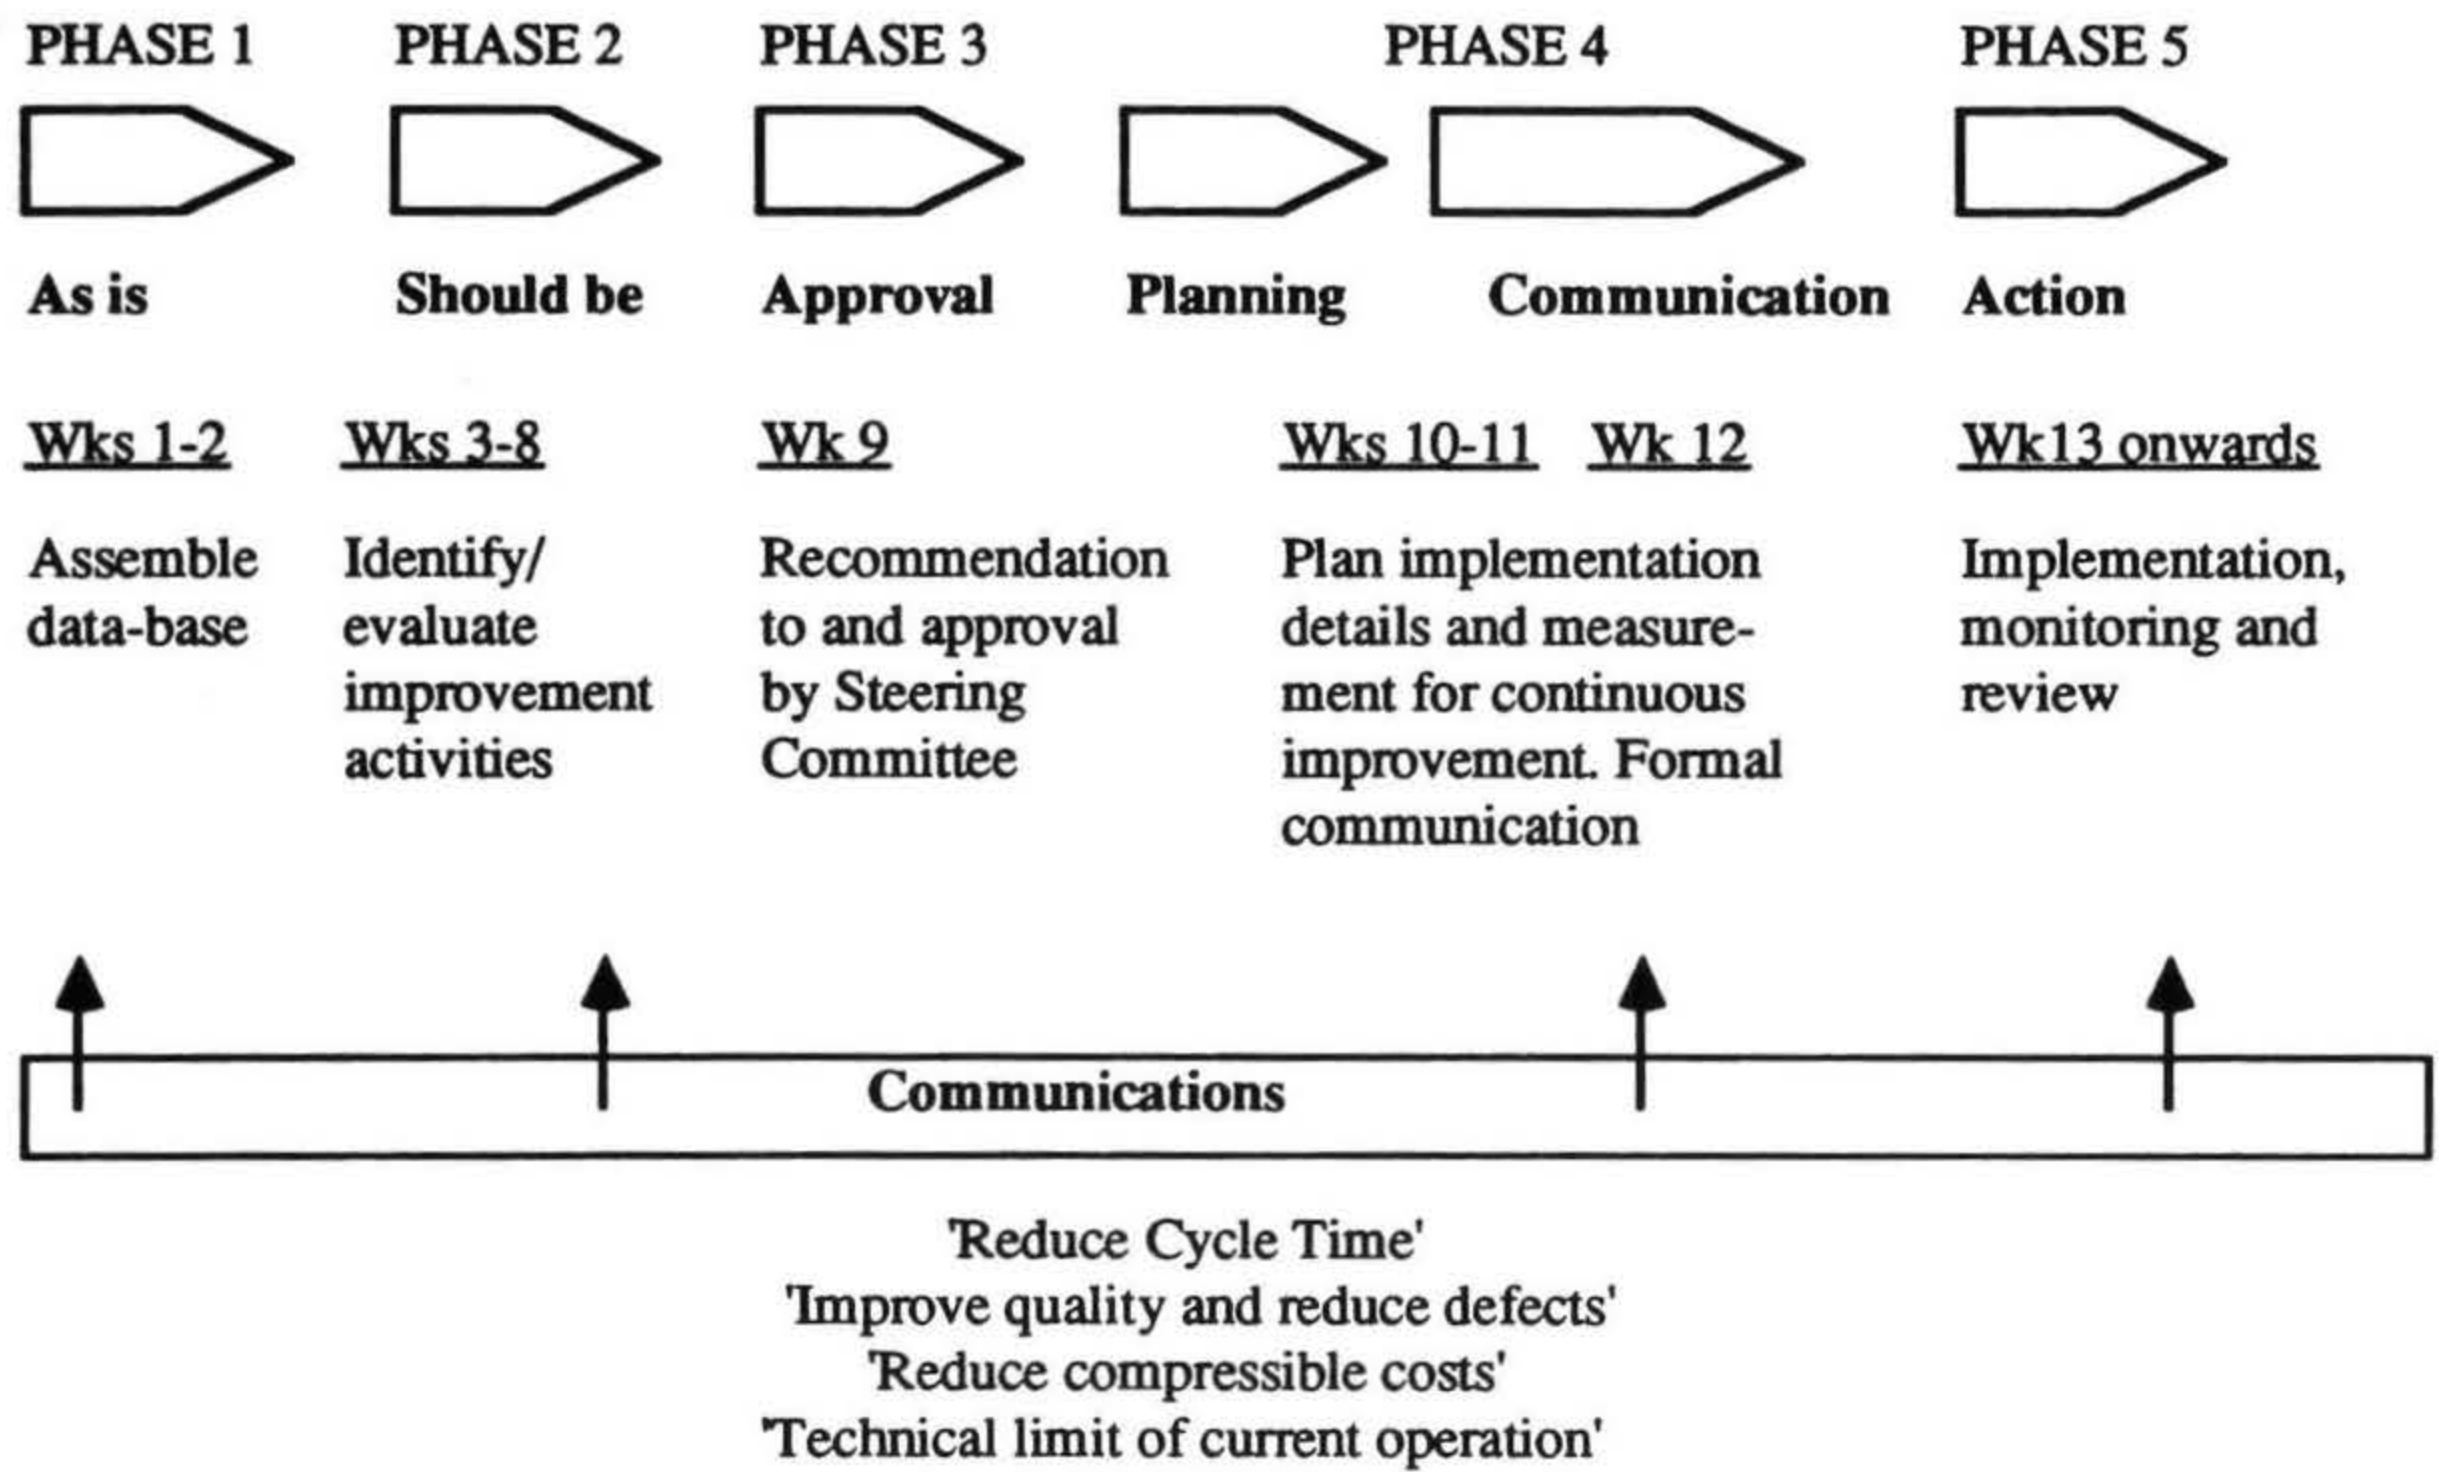 PHASE 1 PHASE 2 PHASE 3 PHASE 4 PHASE 5
As is Should be Approval Planning Communication Action
Wks 1-2 Wks 3-8 Wk 9 Wks 10-11 Wk 12 Wk13 onwards
Assemble
data-base
Identify/
evaluate
improvement
activities
Recommendation
to and approval
by Steering
Committee
Plan implementation
details and measure-
ment for continuous
improvement. Formal
communication
Implementation,
monitoring and
review
Communications
'Reduce Cycle Time'
'Improve quality and reduce defects'
'Reduce compressible costs'
'Technical limit of current operation'